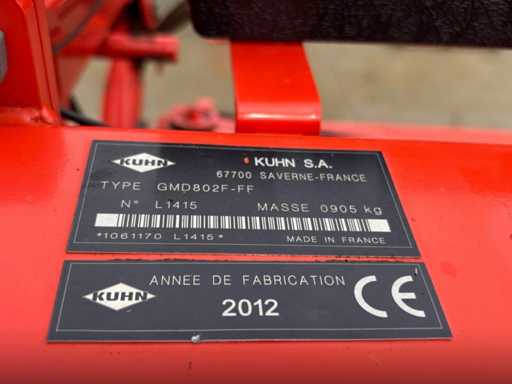 KUHN KUHN S.A.
67700 SAVERNE-FRANCE
TYPE GMD802F-FF
N° L1415 MASSE 0905 kg
*1061170 L1415* MADE IN FRANCE
KUHN ANNEE DE FABRICATION
2012 CE